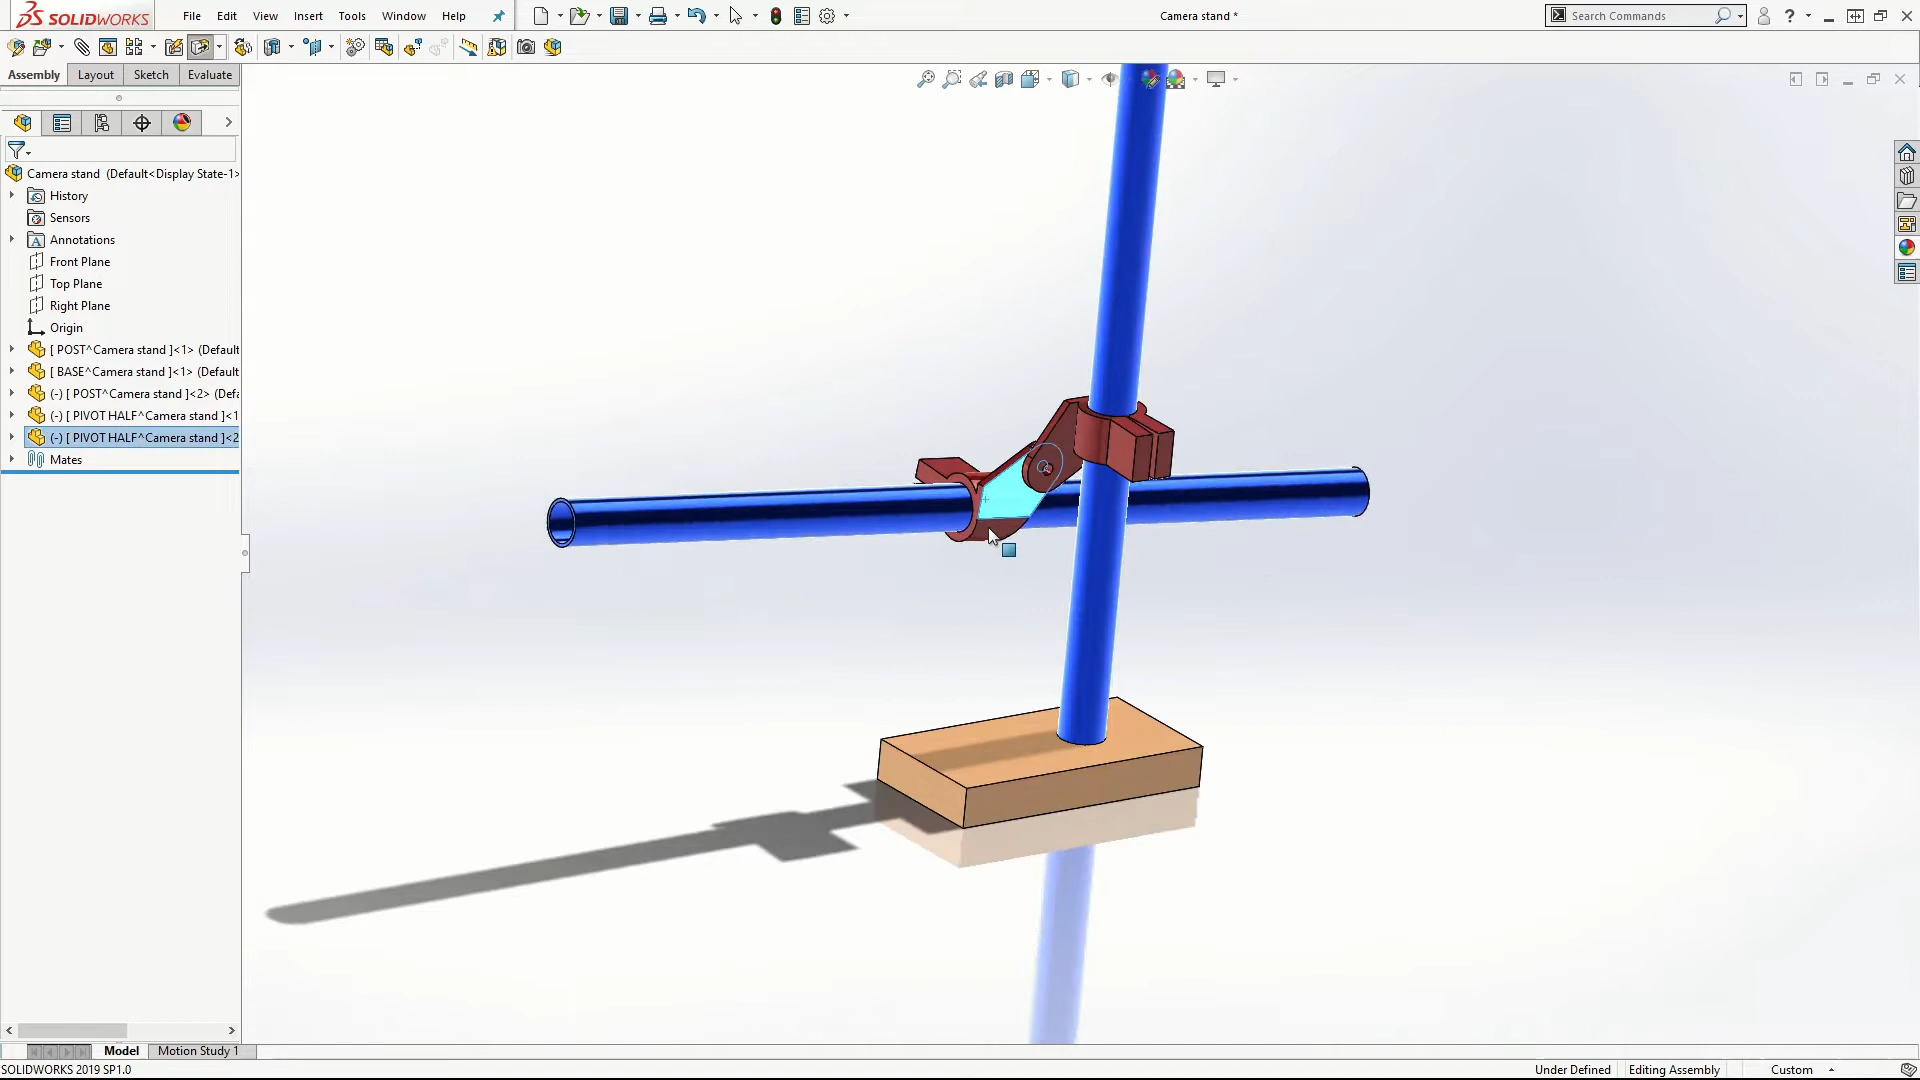 SOLIDWORKS
File Edit View Insert Tools Window Help
Camera stand *
Search Commands
Assembly Layout Sketch Evaluate
Camera stand (Default<Display State-1>
History
Sensors
A Annotations
Front Plane
Top Plane
Right Plane
Origin
[ POST^Camera stand ]<1> (Default
[ BASE^Camera stand ]<1> (Default
(-) [ POST^Camera stand ]<2> (Defa
(-) [ PIVOT HALF^Camera stand ]<1
(-) [ PIVOT HALF^Camera stand ]<2
Mates
Model Motion Study 1
SOLIDWORKS 2019 SP1.0
Under Defined Editing Assembly Custom